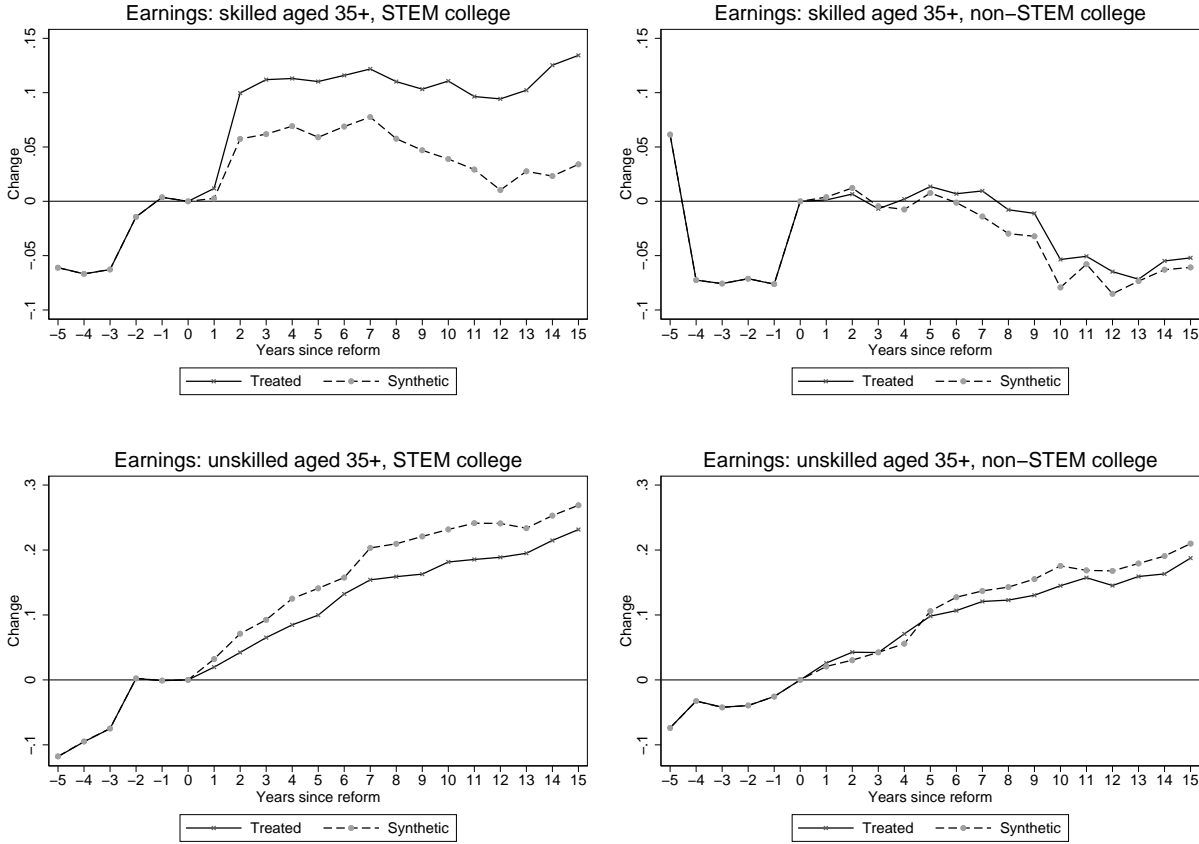 Earnings: skilled aged 35+, STEM college
.15
.1
.05
0
-.05
-.1
Change
-5 -4 -3 -2 -1 0 1 2 3 4 5 6 7 8 9 10 11 12 13 14 15
Years since reform
Treated Synthetic
Earnings: skilled aged 35+, non-STEM college
.15
.1
.05
0
-.05
-.1
Change
-5 -4 -3 -2 -1 0 1 2 3 4 5 6 7 8 9 10 11 12 13 14 15
Years since reform
Treated Synthetic
Earnings: unskilled aged 35+, STEM college
.3
.2
.1
0
-.1
Change
-5 -4 -3 -2 -1 0 1 2 3 4 5 6 7 8 9 10 11 12 13 14 15
Years since reform
Treated Synthetic
Earnings: unskilled aged 35+, non-STEM college
.3
.2
.1
0
-.1
Change
-5 -4 -3 -2 -1 0 1 2 3 4 5 6 7 8 9 10 11 12 13 14 15
Years since reform
Treated Synthetic